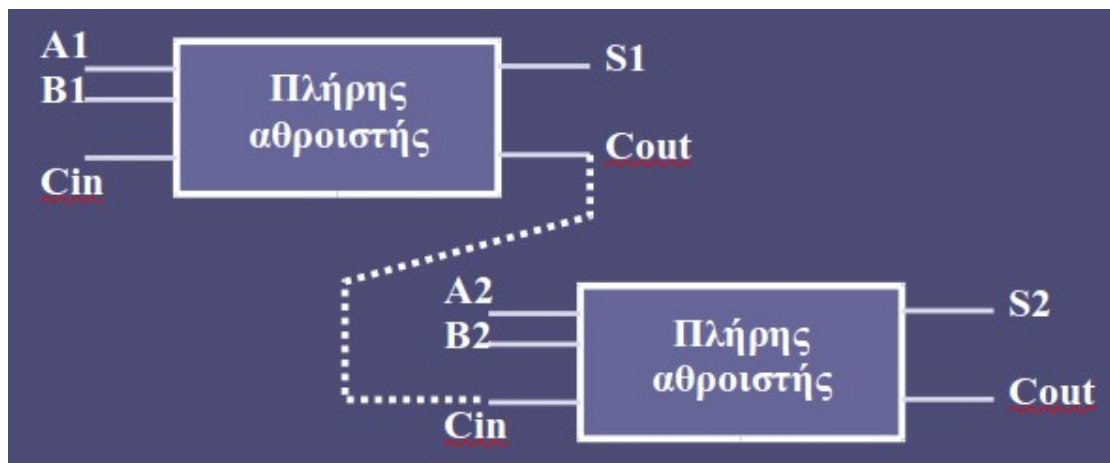 A1
B1
Cin
Πλήρης
αθροιστής
S1
Cout
A2
B2
Cin
Πλήρης
αθροιστής
S2
Cout